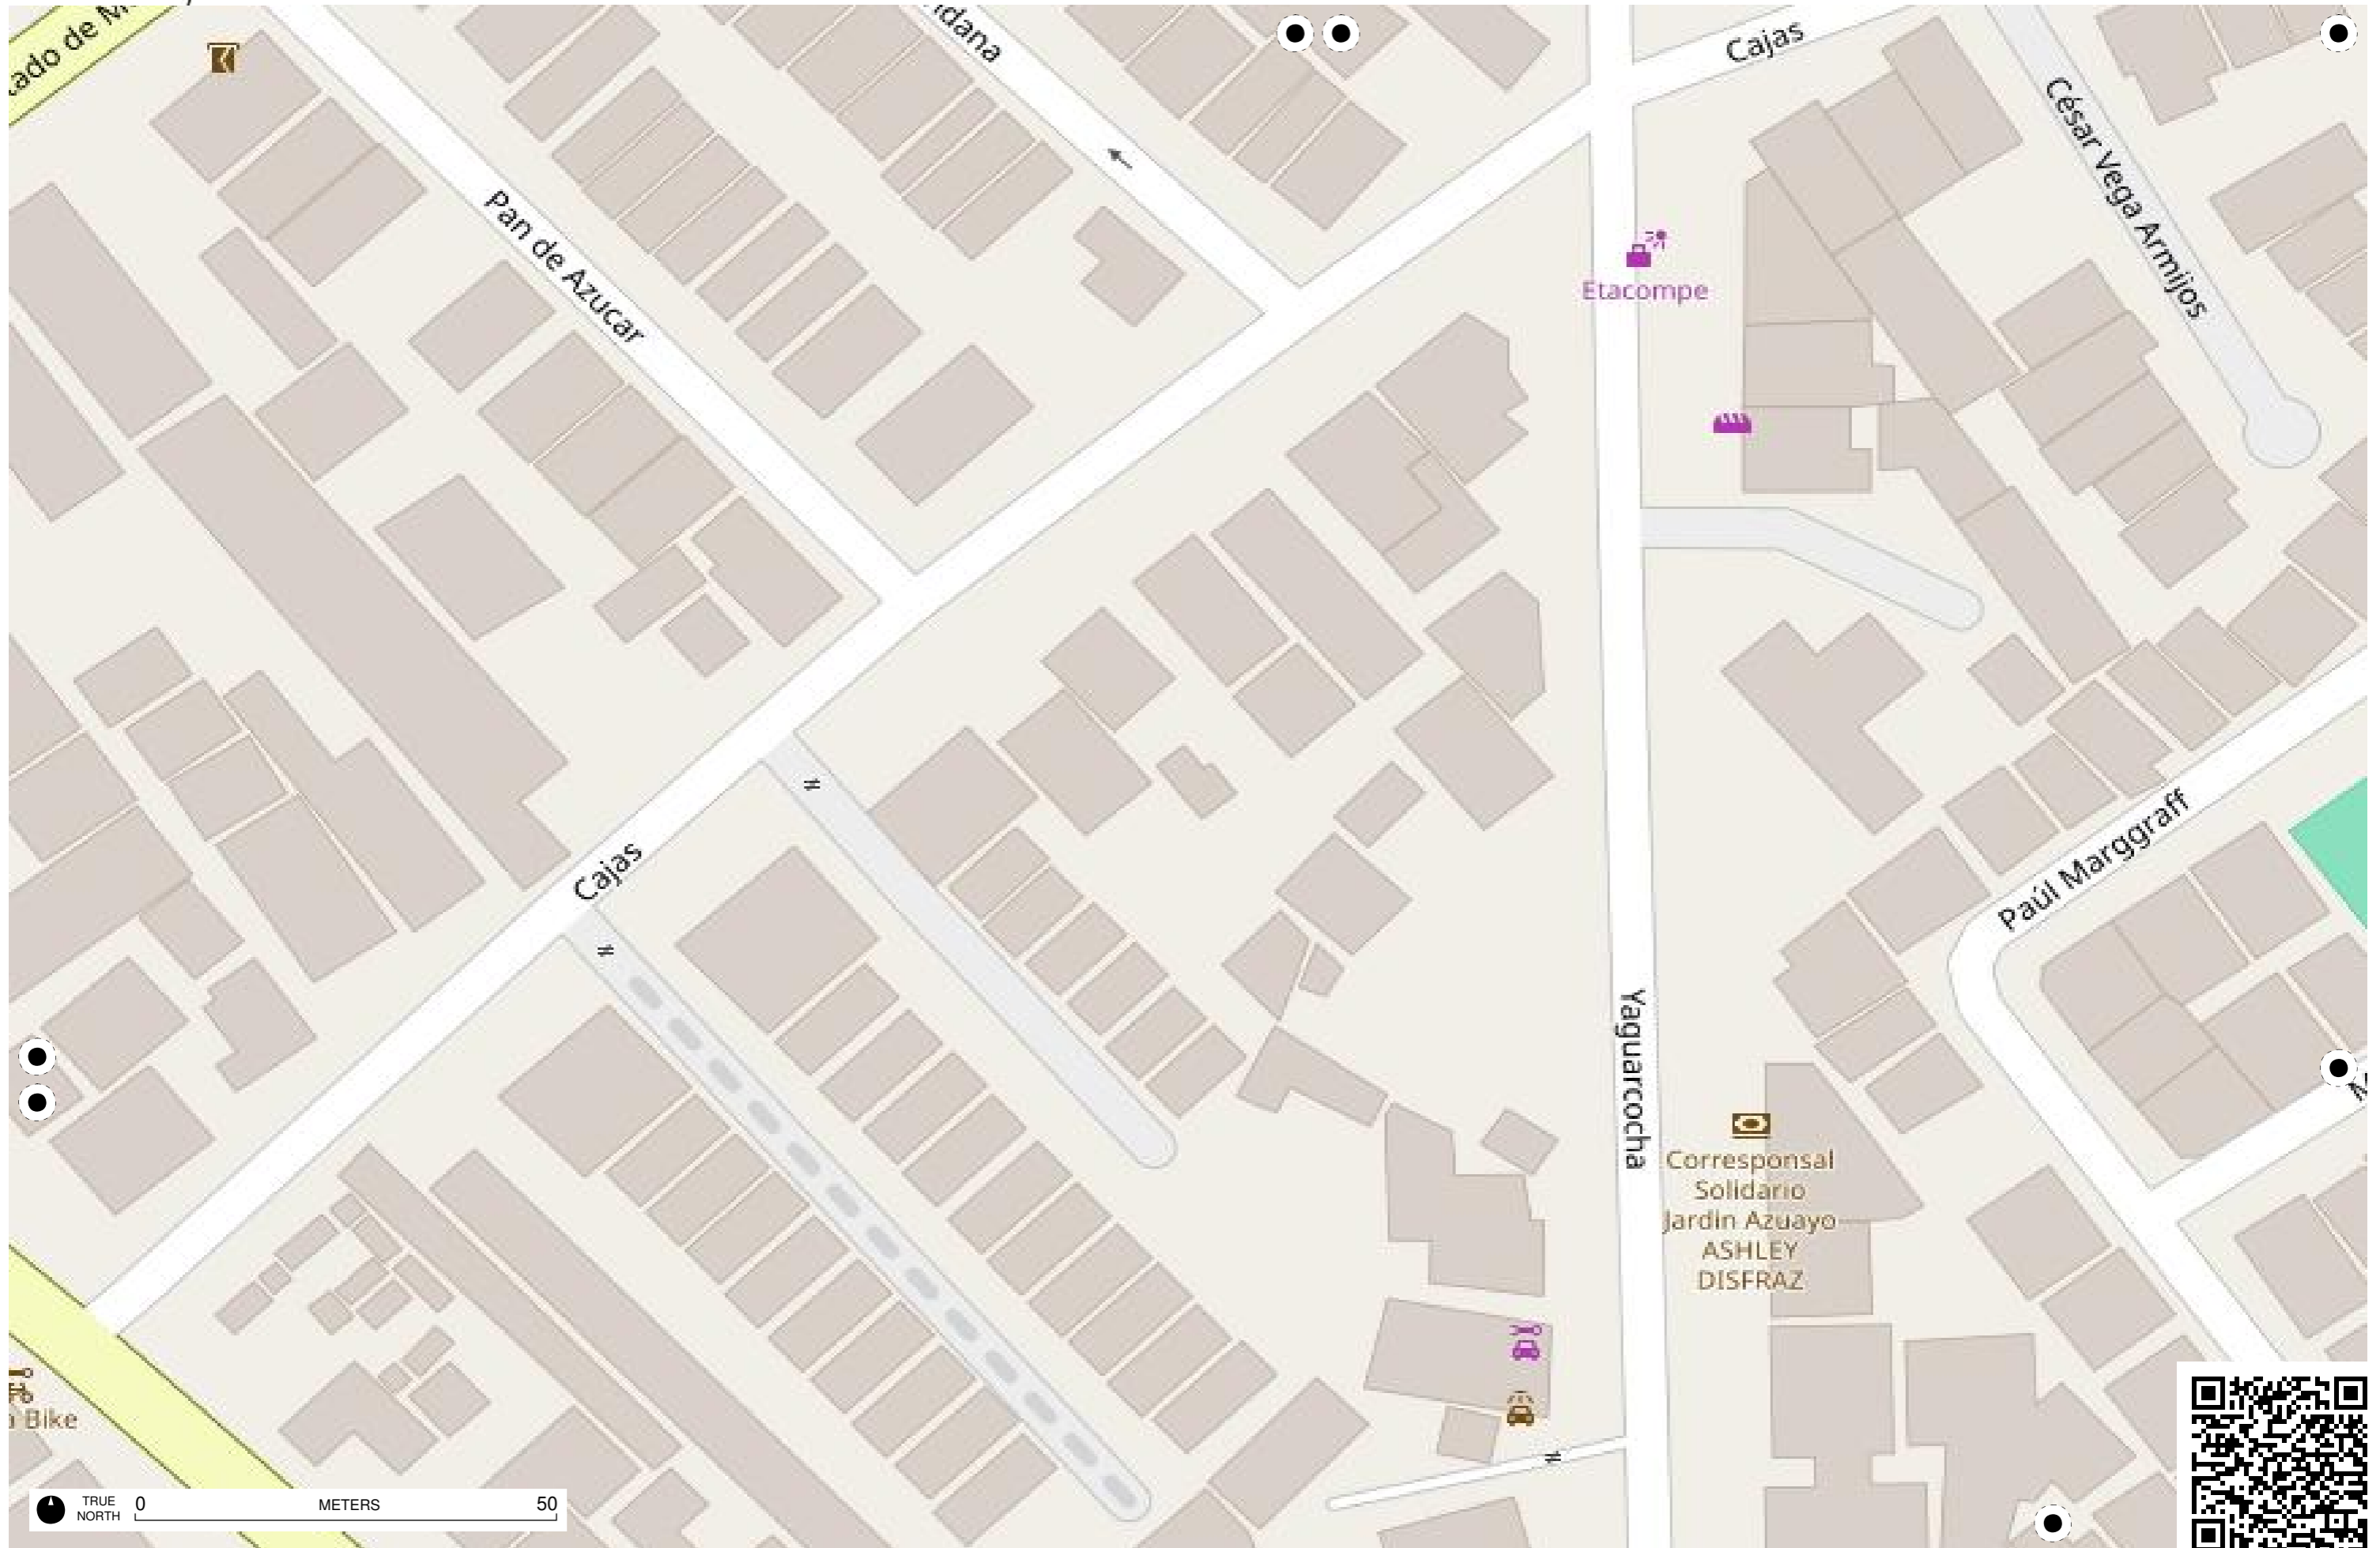 Cajas
César Vega Armijos
Pan de Azucar
Etacompe
Cajas
Paúl Marggraff
Yaguarcocha
Corresponsal
Solidario
Jardin Azuayo
ASHLEY
DISFRAZ
Bike
TRUE
NORTH
0 METERS 50